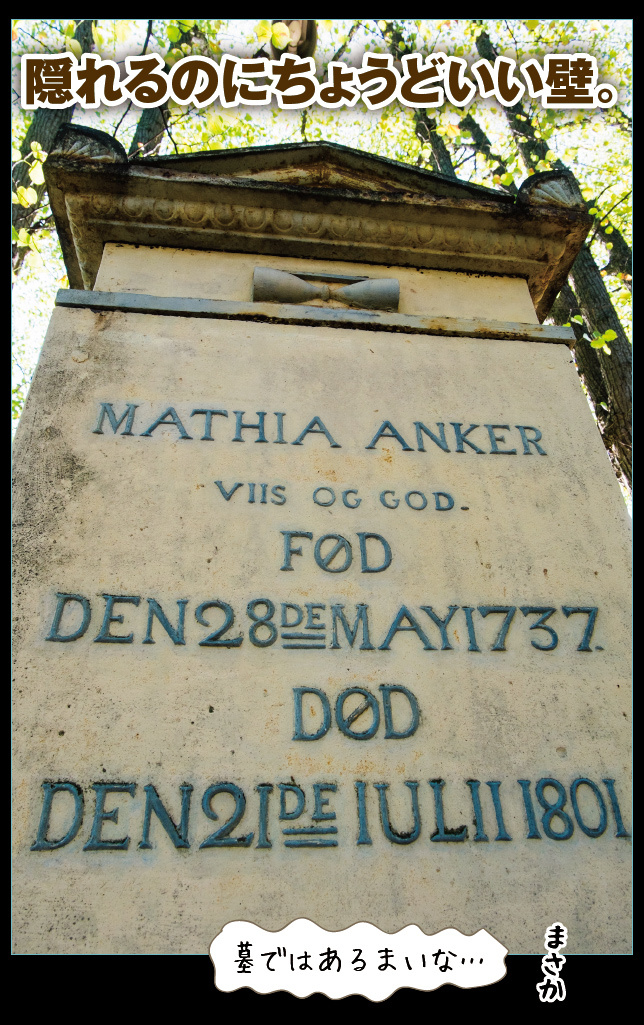 隠れるのにちょうどいい壁。
MATHIA ANKER
VIIS OG GOD.
FØD
DEN 28DE MAY 1737.
DØD
DEN 21DE IULII 1801
まさか
墓ではあるまいな…